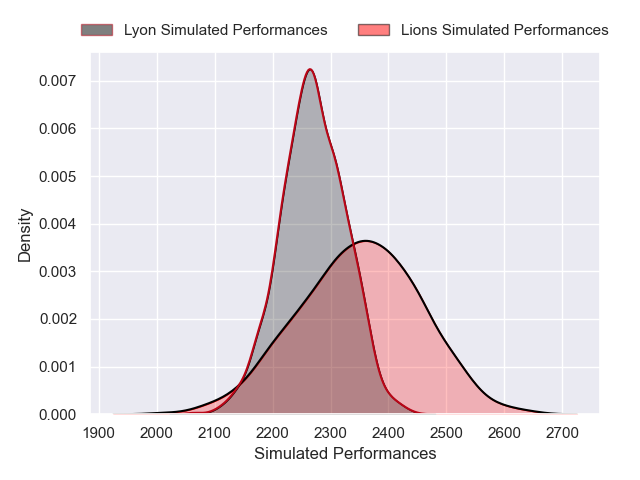 Lyon Simulated Performances
Lions Simulated Performances
0.007
0.006
0.005
0.004
0.003
0.002
0.001
0.000
Density
1900 2000 2100 2200 2300 2400 2500 2600 2700
Simulated Performances